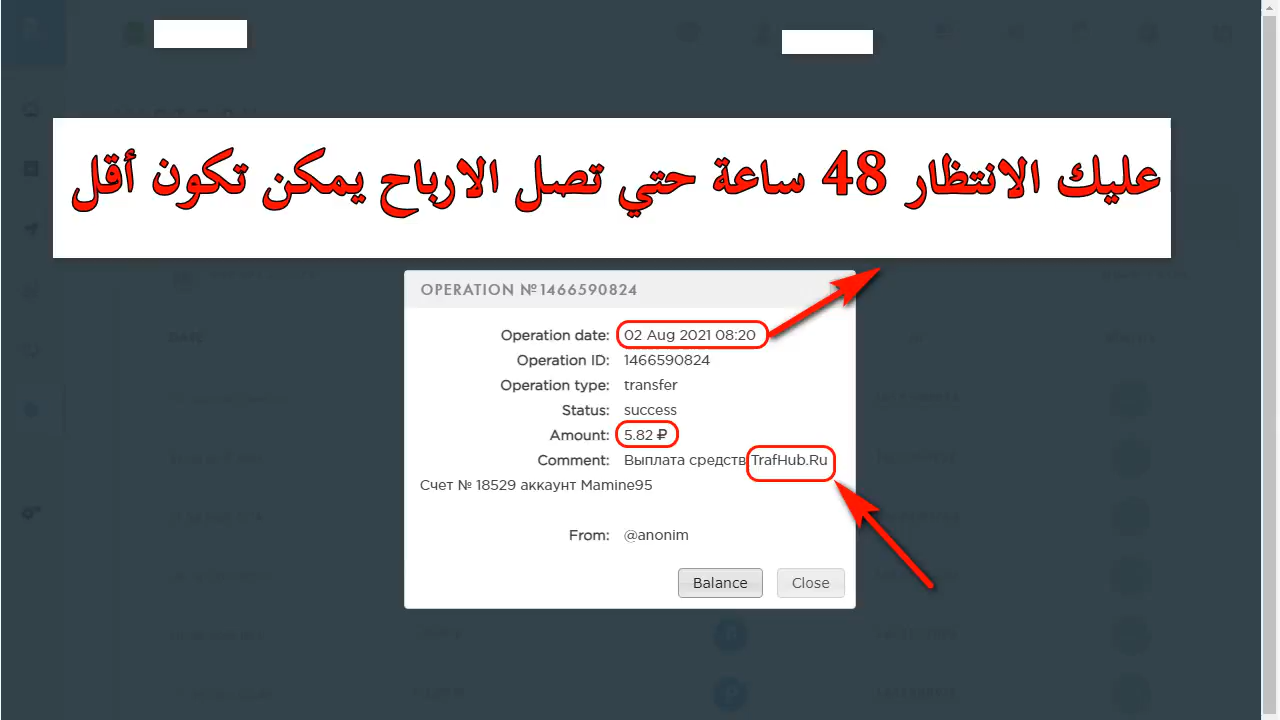 عليك الانتظار 48 ساعة حتي تصل الارباح يمكن تكون أقل
OPERATION №1466590824
Operation date: 02 Aug 2021 08:20
Operation ID: 1466590824
Operation type: transfer
Status: success
Amount: 5.82 ₽
Comment: Выплата средств TrafHub.Ru
Счет № 18529 аккаунт Mamine95
From: @anonim
Balance Close